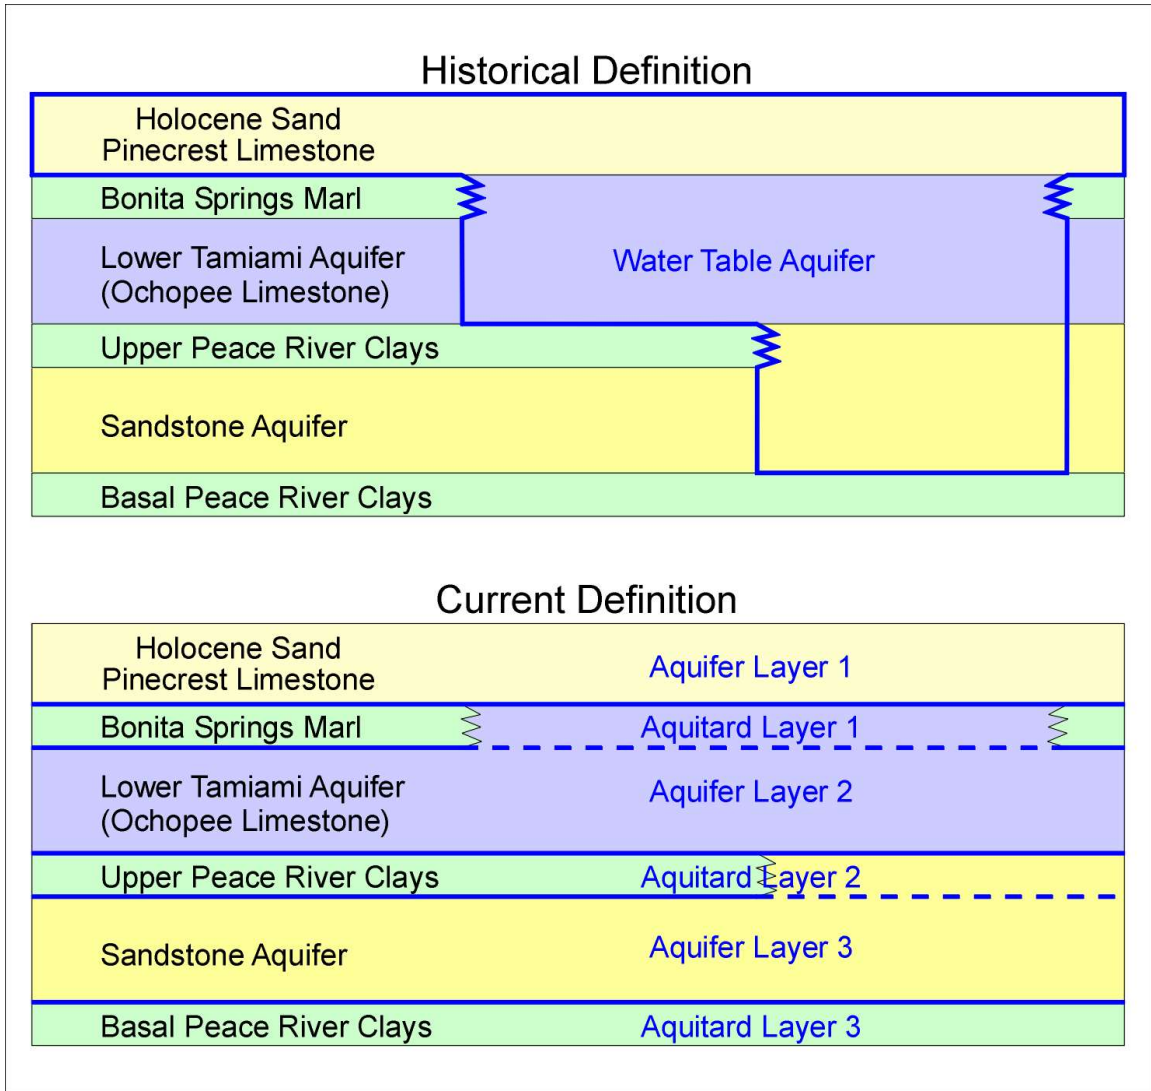 Historical Definition
Holocene Sand
Pinecrest Limestone
Bonita Springs Marl
Lower Tamiami Aquifer
(Ochopee Limestone)
Water Table Aquifer
Upper Peace River Clays
Sandstone Aquifer
Basal Peace River Clays
Current Definition
Holocene Sand
Pinecrest Limestone
Aquifer Layer 1
Bonita Springs Marl
Aquitard Layer 1
Lower Tamiami Aquifer
(Ochopee Limestone)
Aquifer Layer 2
Upper Peace River Clays
Aquitard Layer 2
Sandstone Aquifer
Aquifer Layer 3
Basal Peace River Clays
Aquitard Layer 3